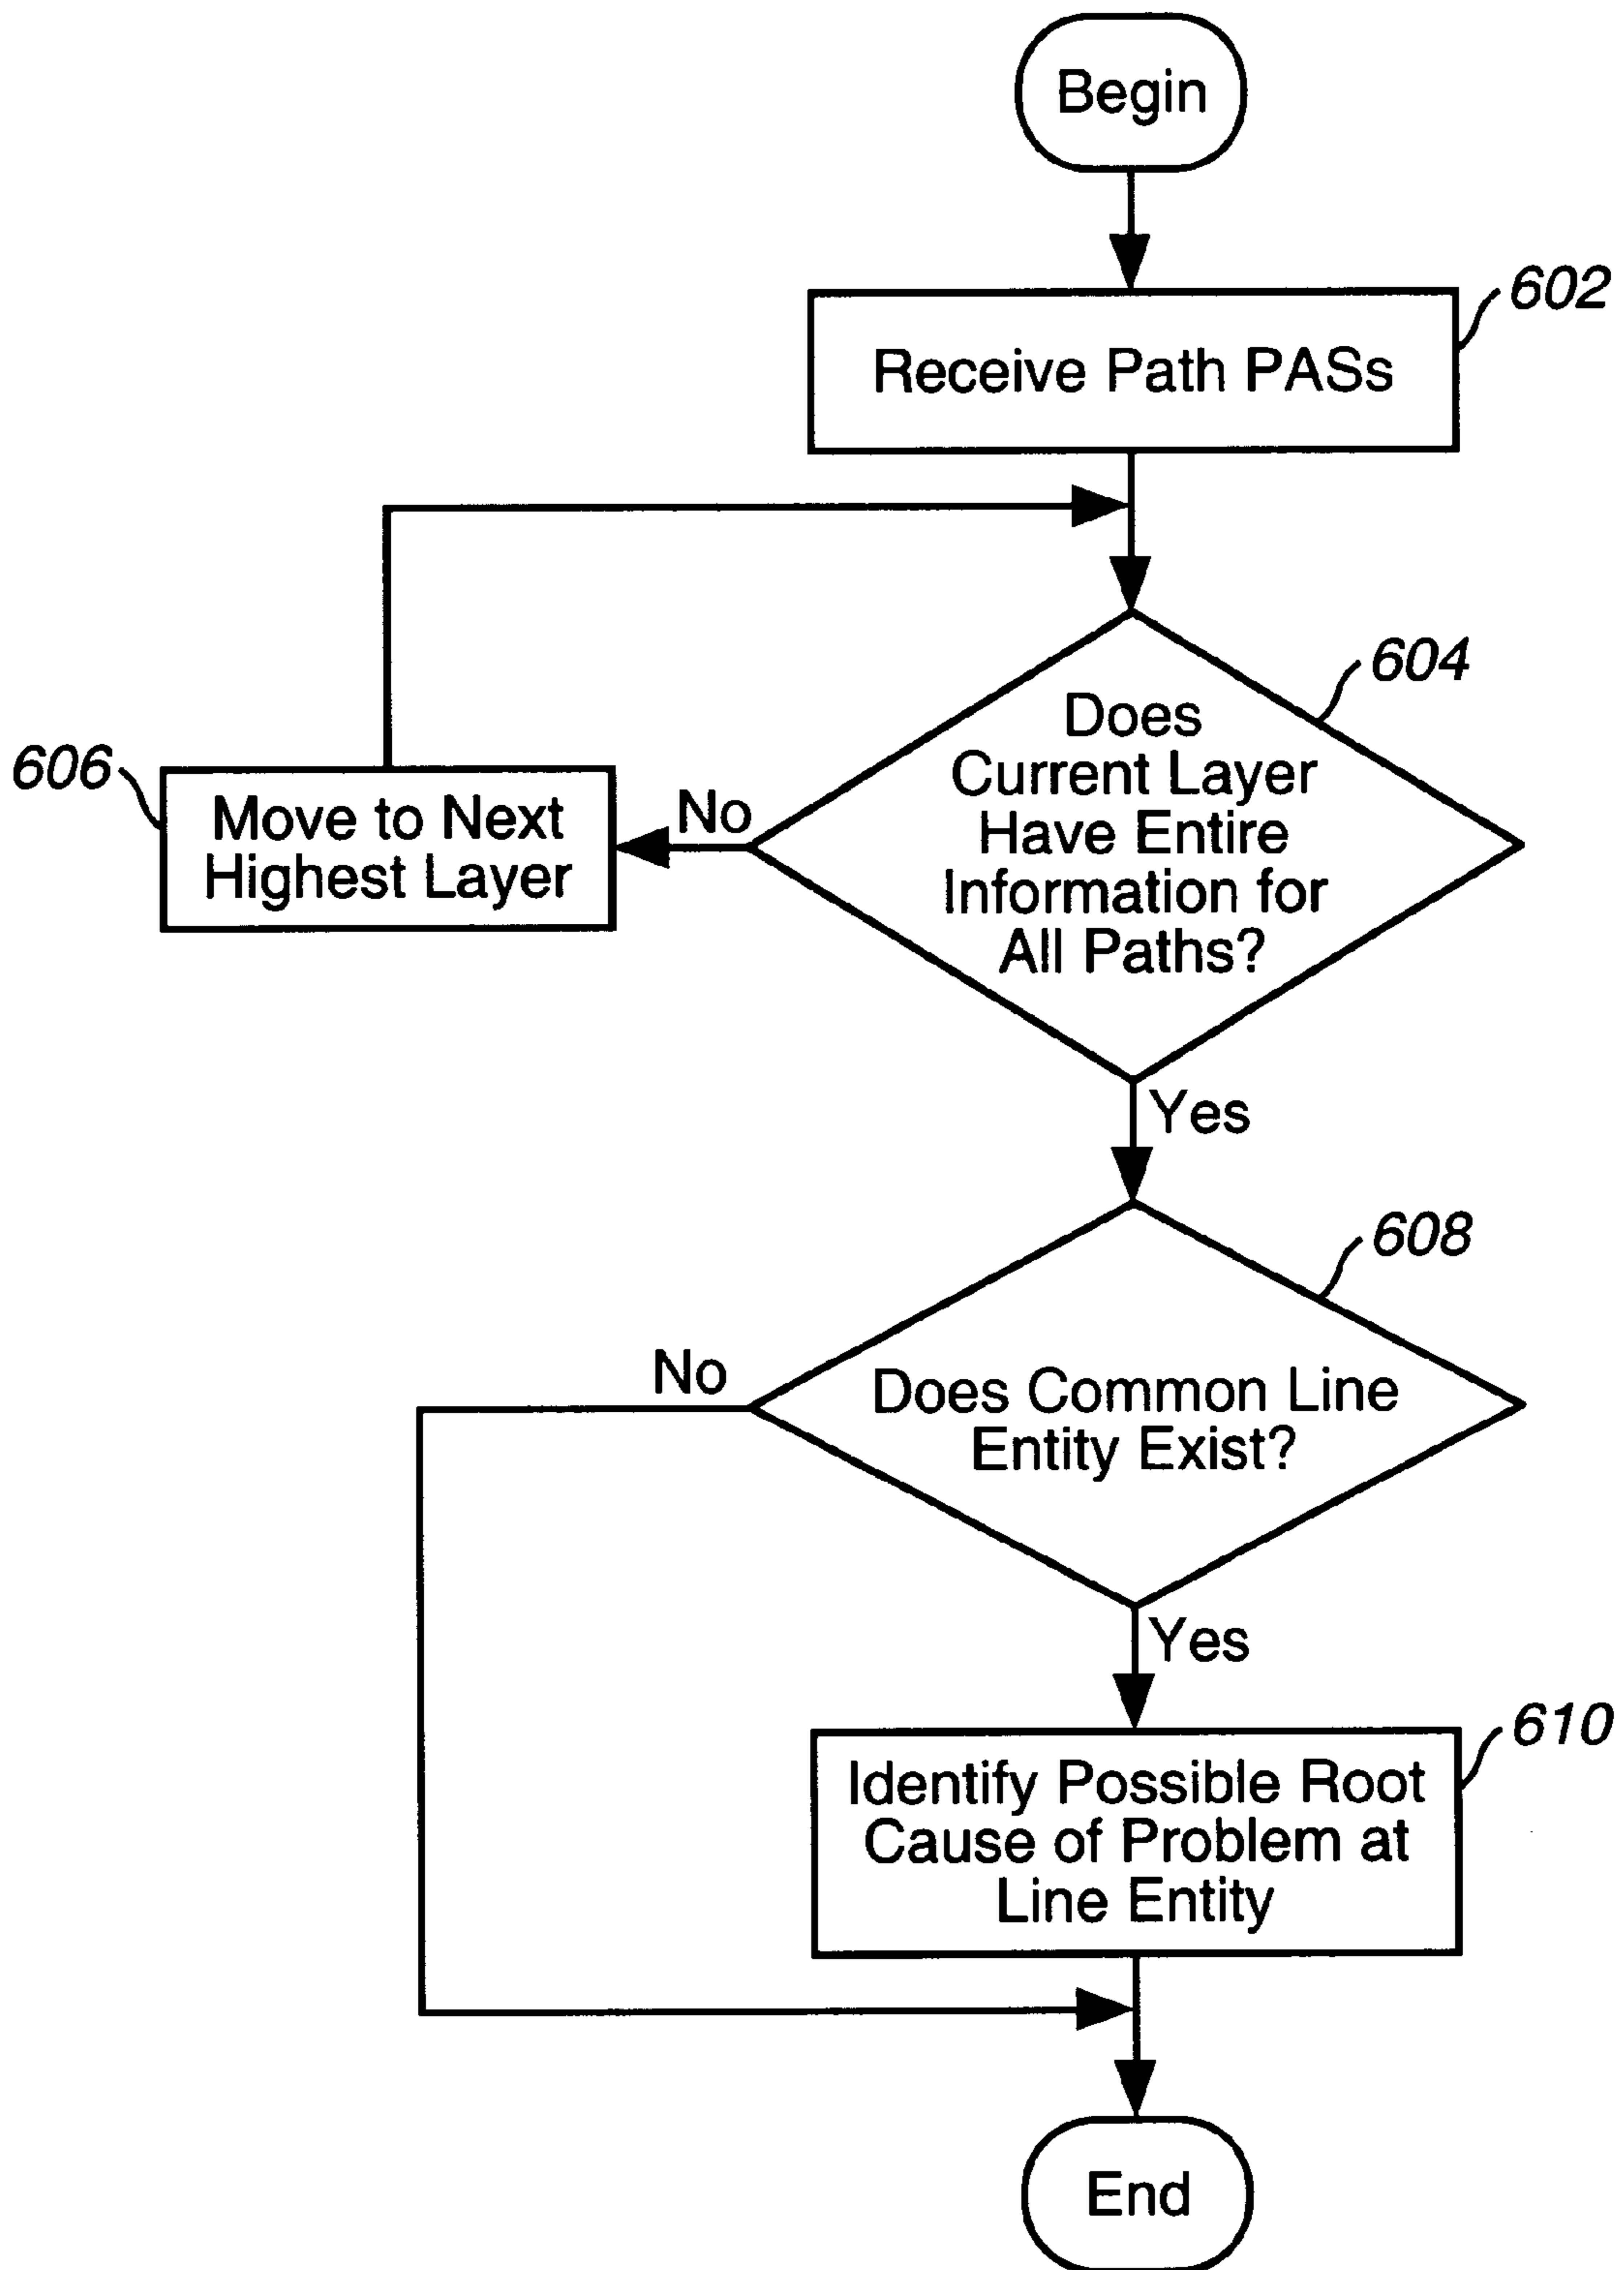 Begin
602
Receive Path PASs
604
Does
Current Layer
Have Entire
Information for
All Paths?
606
Move to Next
Highest Layer
No
Yes
608
Does Common Line
Entity Exist?
No
Yes
610
Identify Possible Root
Cause of Problem at
Line Entity
End